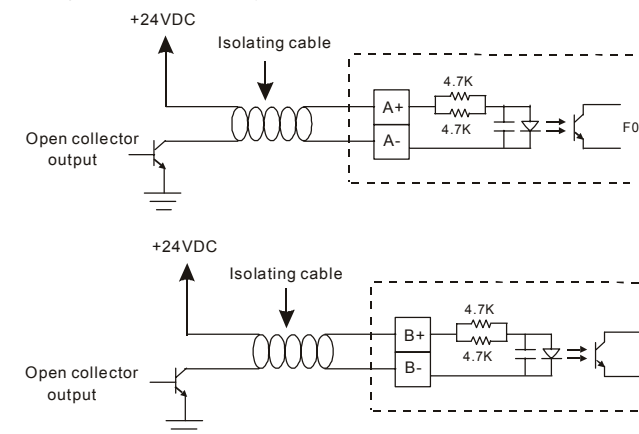 +24VDC
Isolating cable
4.7K
A+
4.7K
F0
A-
Open collector
output
+24VDC
Isolating cable
4.7K
B+
4.7K
B-
Open collector
output